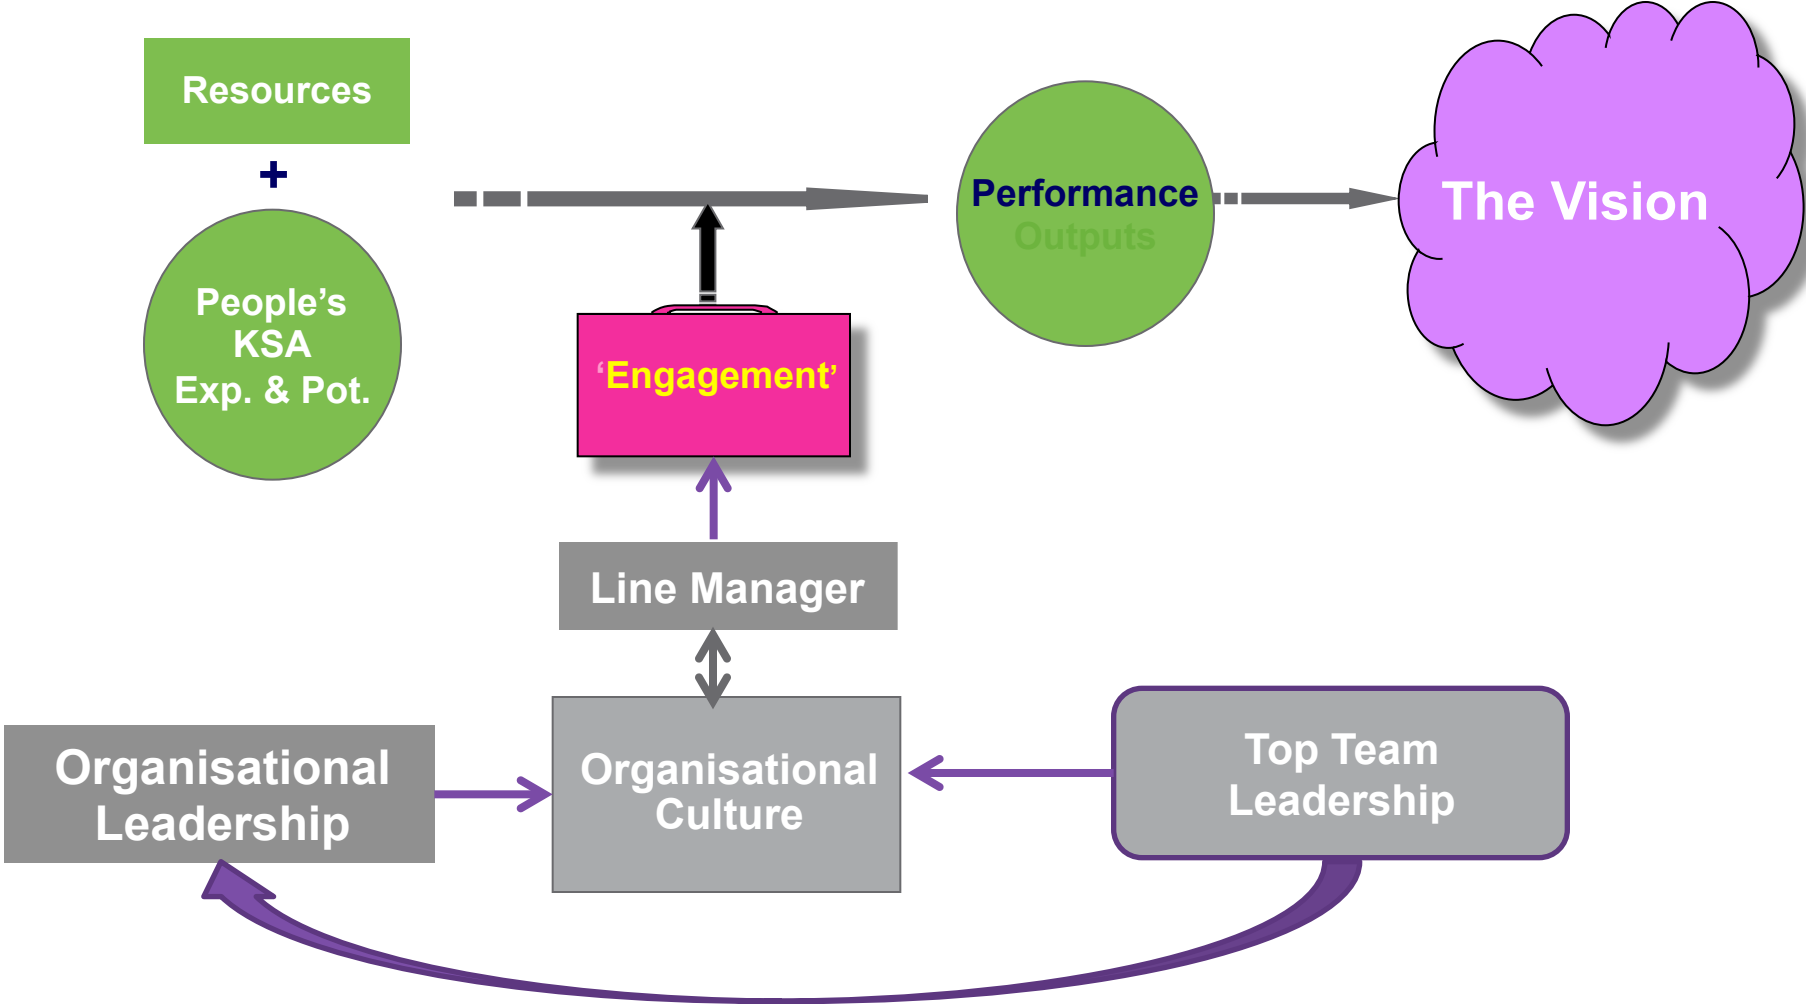 Resources
+
People’s
KSA
Exp. & Pot.
‘Engagement’
Performance
Outputs
The Vision
Line Manager
Organisational
Leadership
Organisational
Culture
Top Team
Leadership